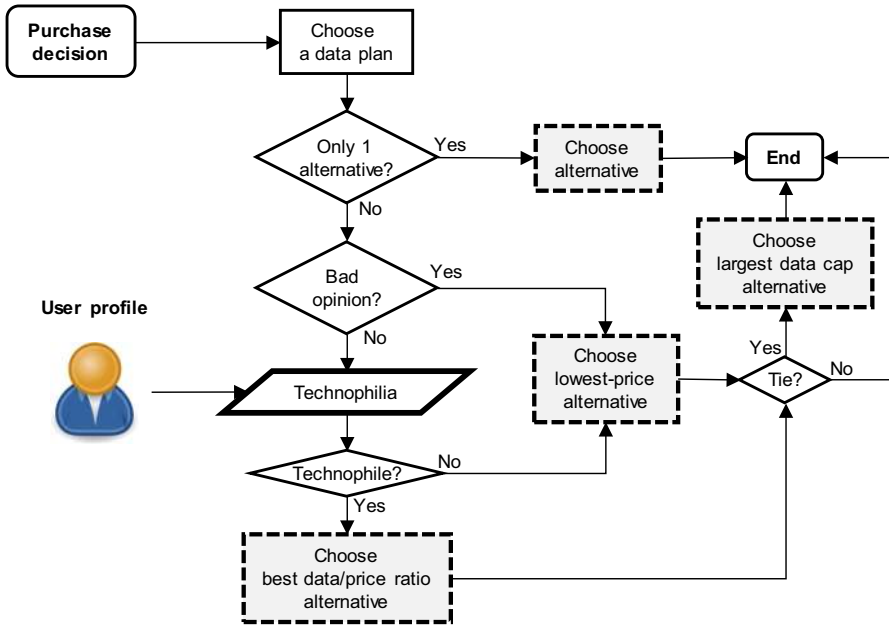 Purchase
decision
Choose
a data plan
Only 1
alternative?
Yes
Choose
alternative
End
No
Bad
opinion?
Yes
Choose
largest data cap
alternative
User profile
No
Choose
lowest-price
alternative
Yes
Tie?
No
Technophilia
Technophile?
No
Yes
Choose
best data/price ratio
alternative